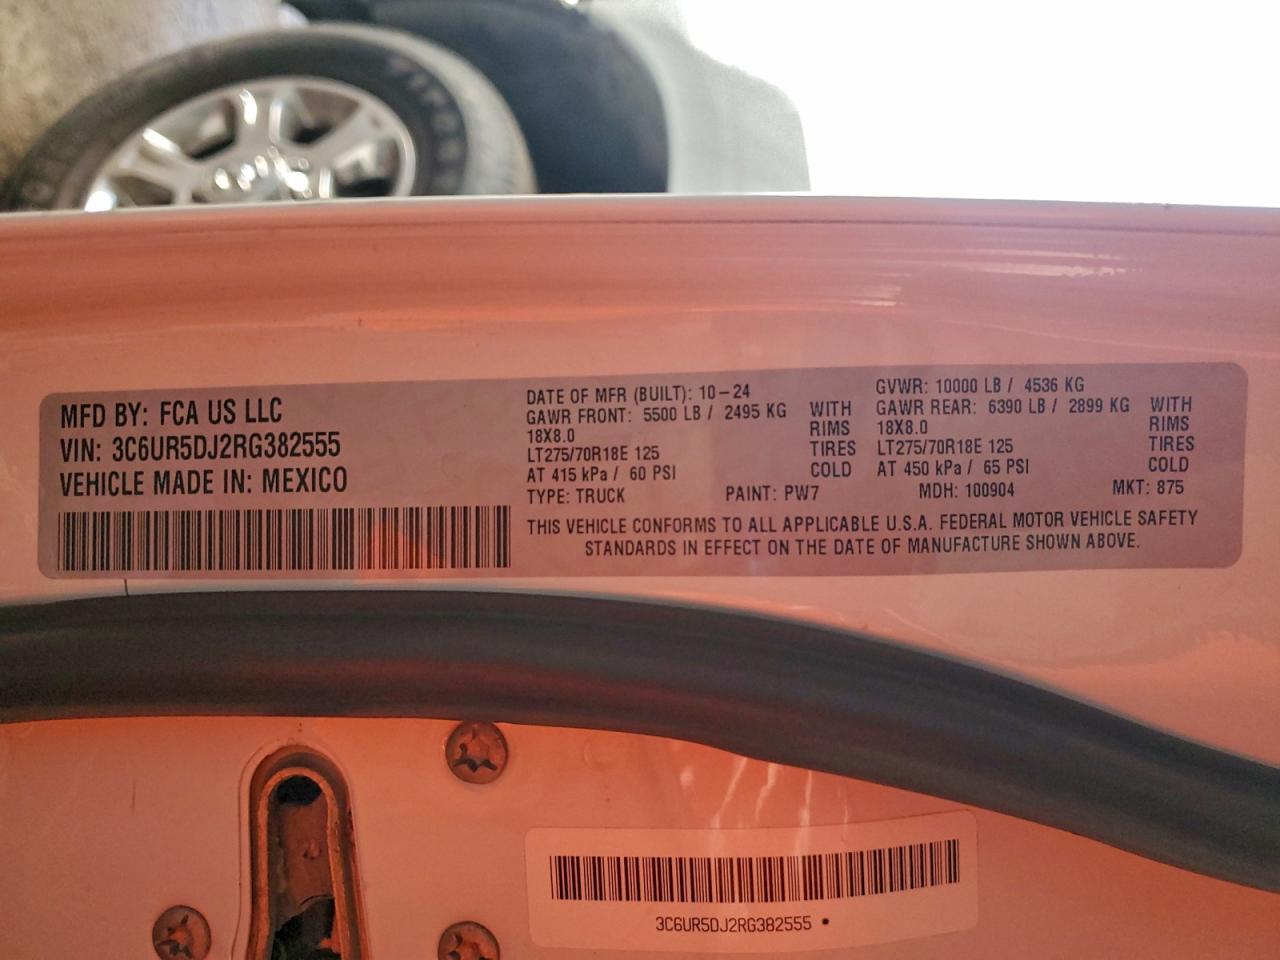 MFD BY: FCA US LLC
VIN: 3C6UR5DJ2RG382555
VEHICLE MADE IN: MEXICO
DATE OF MFR (BUILT): 10-24
GAWR FRONT: 5500 LB / 2495 KG WITH
18X8.0 RIMS
LT275/70R18E 125 TIRES
AT 415 kPa / 60 PSI COLD
GVWR: 10000 LB / 4536 KG
GAWR REAR: 6390 LB / 2899 KG WITH
18X8.0 RIMS
LT275/70R18E 125 TIRES
AT 450 kPa / 65 PSI COLD
TYPE: TRUCK PAINT: PW7 MDH: 100904 MKT: 875
THIS VEHICLE CONFORMS TO ALL APPLICABLE U.S.A. FEDERAL MOTOR VEHICLE SAFETY
STANDARDS IN EFFECT ON THE DATE OF MANUFACTURE SHOWN ABOVE.
3C6UR5DJ2RG382555